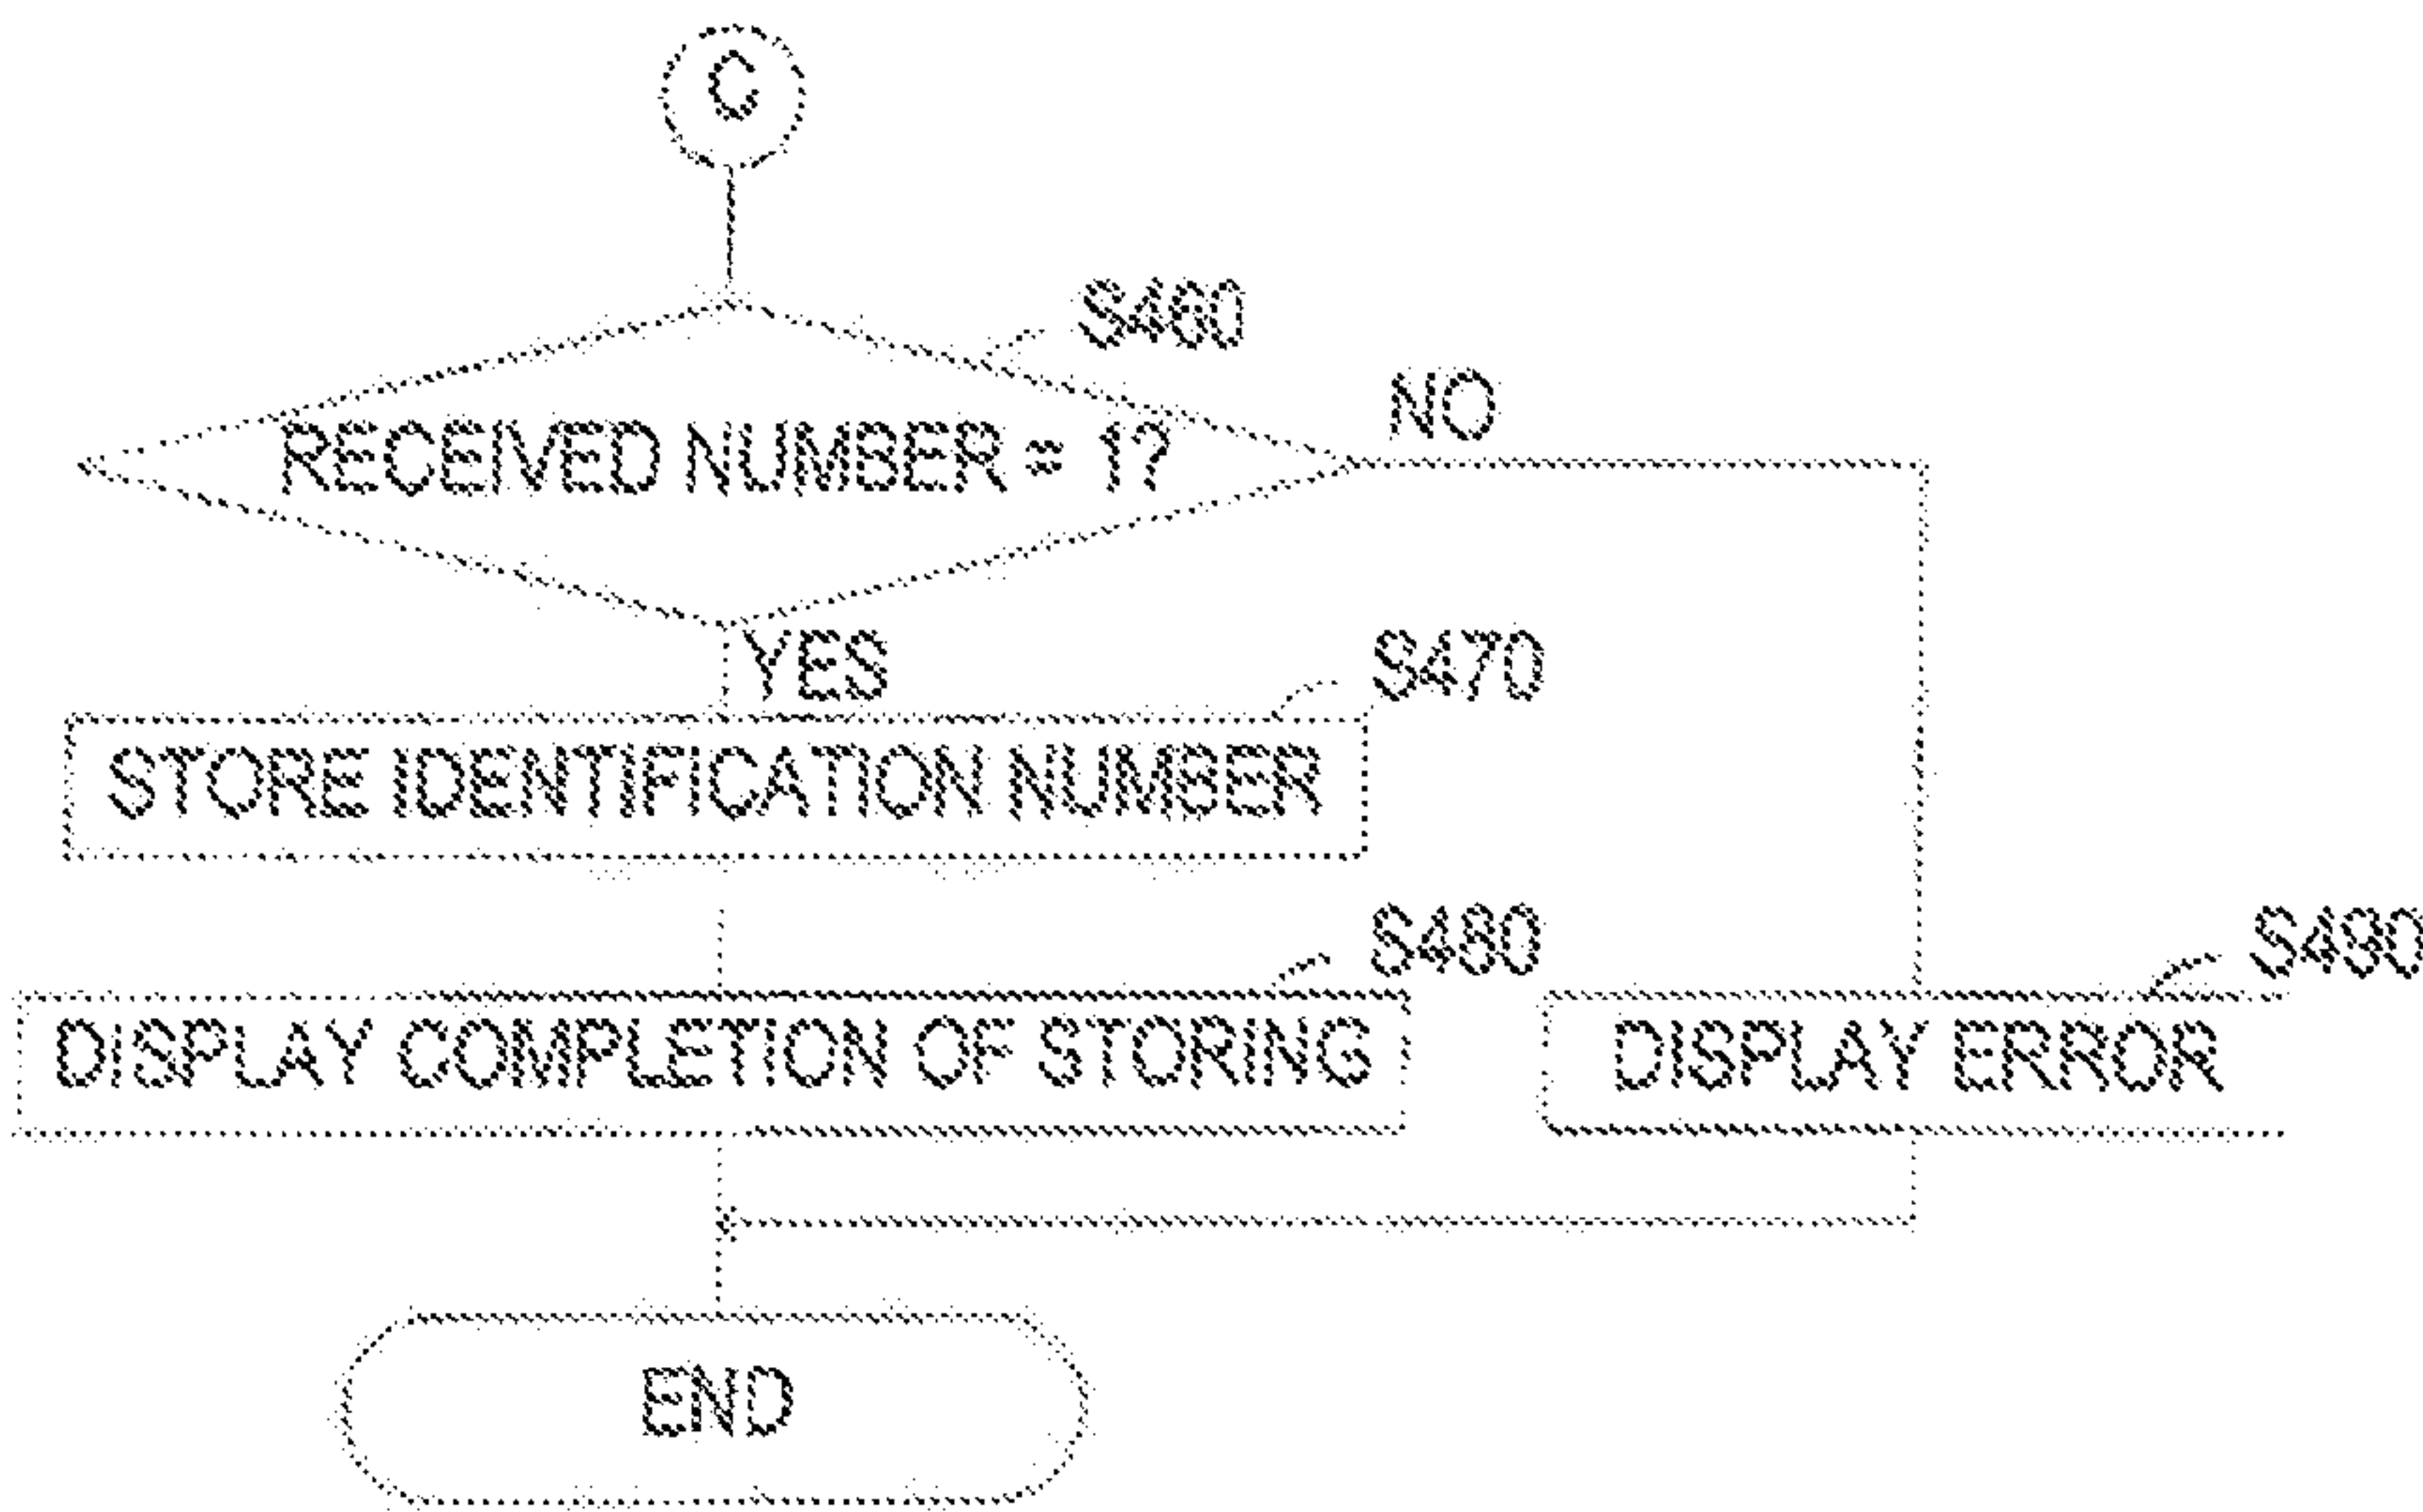 C
S460
RECEIVED NUMBER = 1?
NO
YES
S470
STORE IDENTIFICATION NUMBER
S480
S490
DISPLAY COMPLETION OF STORING
DISPLAY ERROR
END